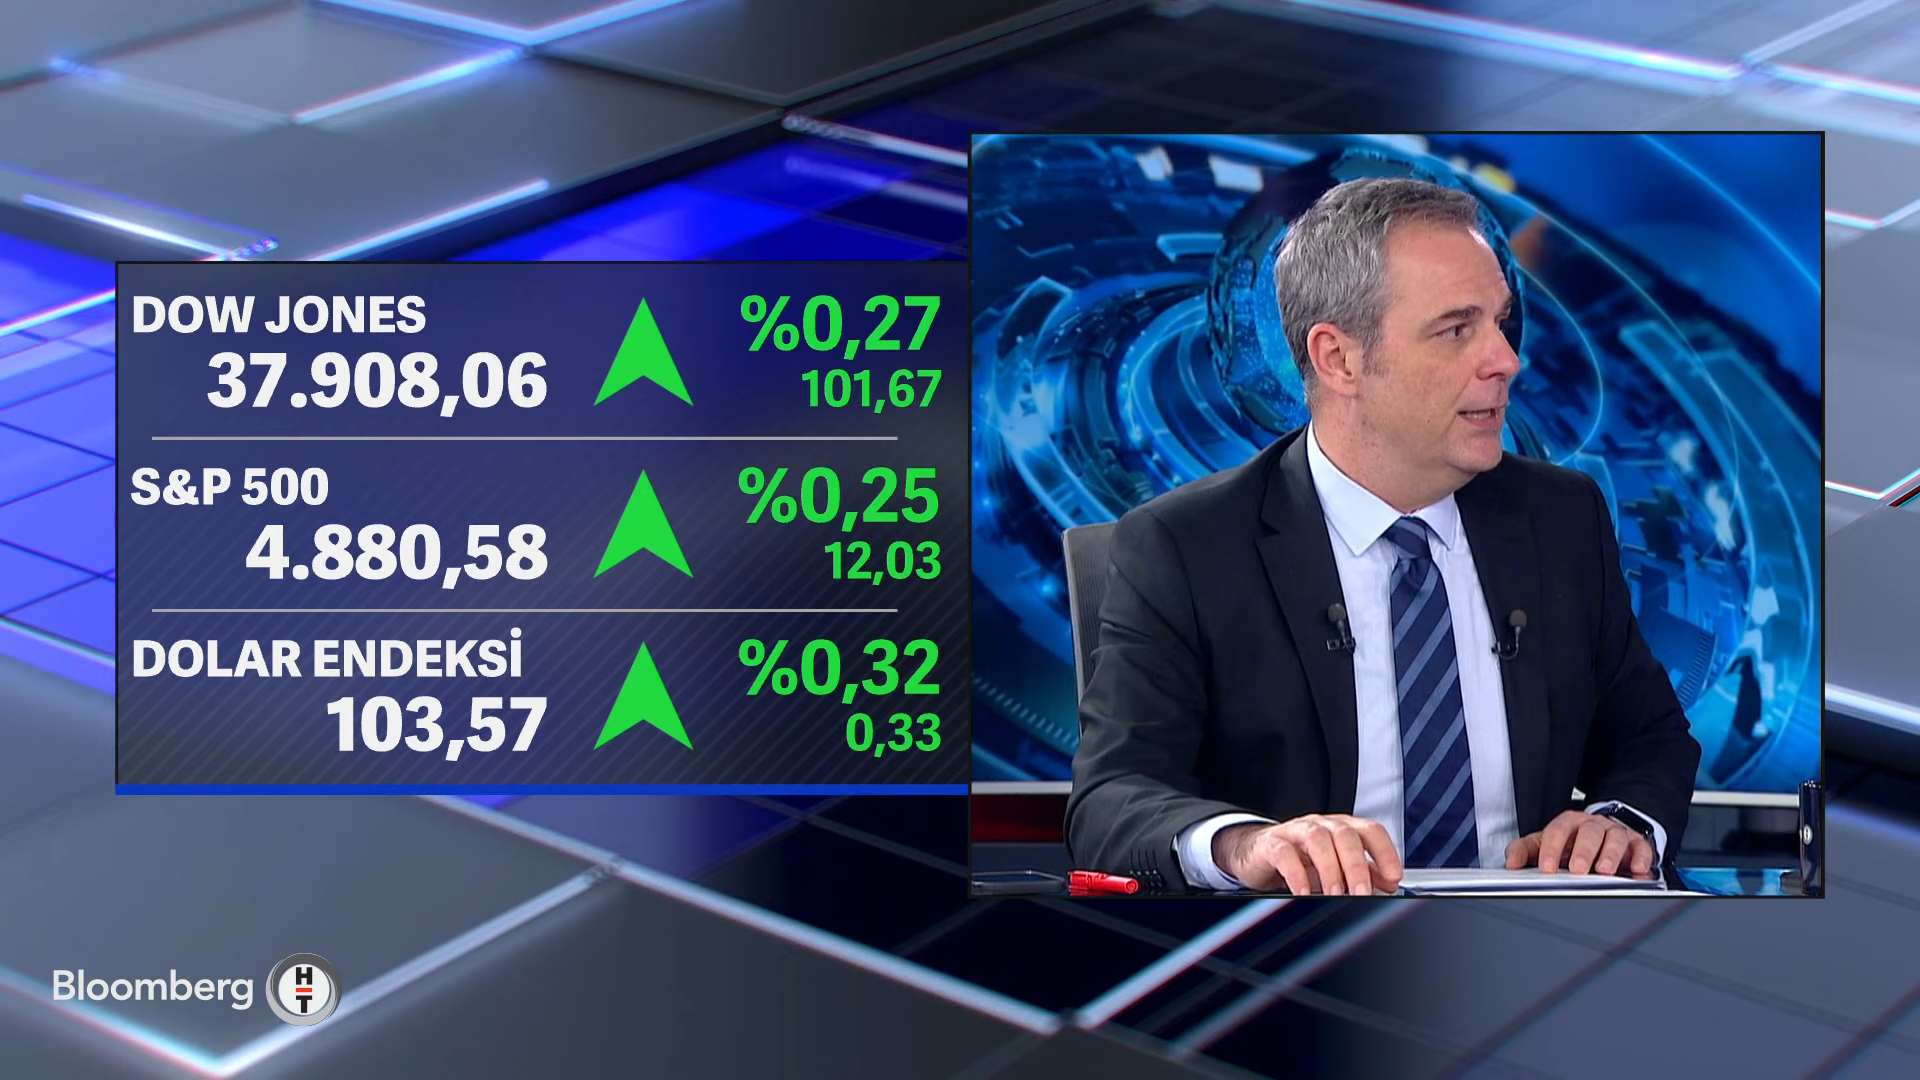 DOW JONES
37.908,06
%0,27
101,67
S&P 500
4.880,58
%0,25
12,03
DOLAR ENDEKSİ
103,57
%0,32
0,33
Bloomberg HT